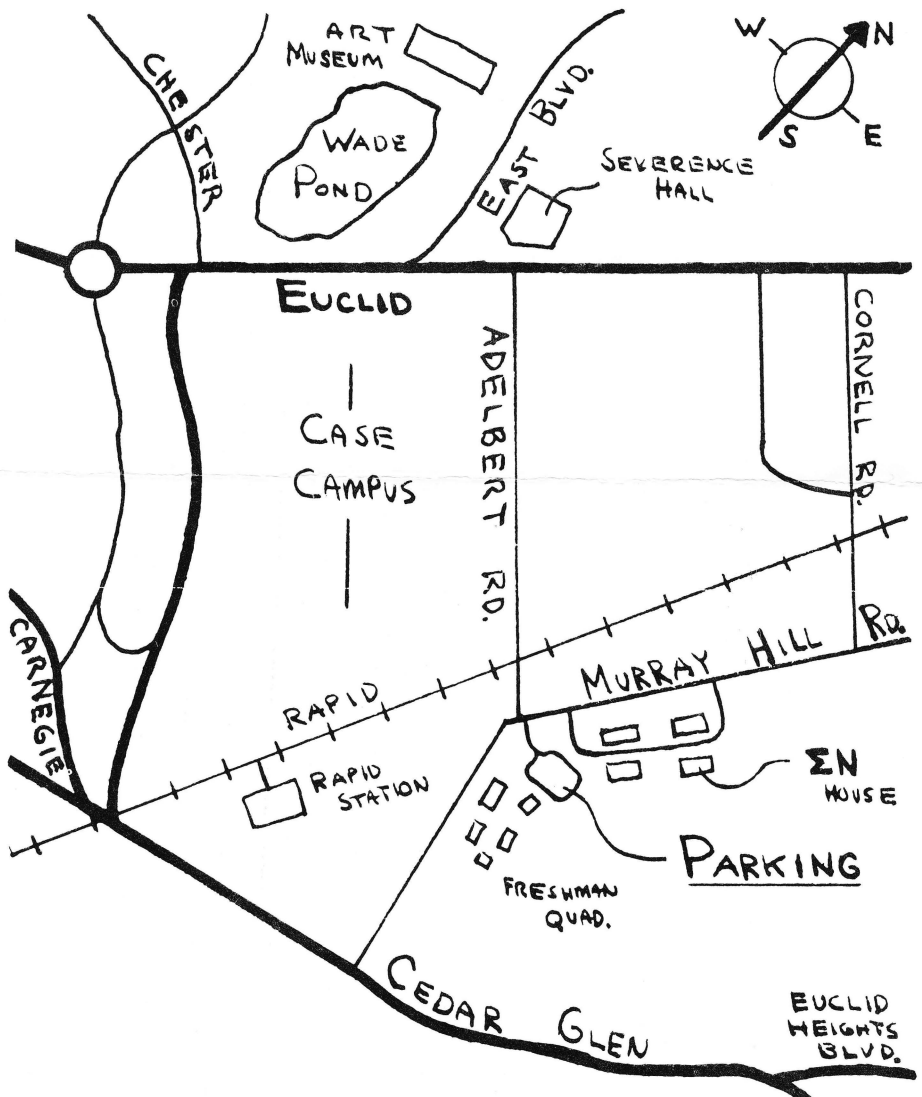 ART
MUSEUM
W
N
S
E
CHESTER
WADE
POND
EAST BLVD.
SEVERENCE
HALL
EUCLID
ADELBERT RD.
CORNELL RD.
CASE
CAMPUS
CARNEGIE
RAPID
MURRAY HILL RD.
RAPID
STATION
ΣN
HOUSE
PARKING
FRESHMAN
QUAD.
CEDAR GLEN
EUCLID
HEIGHTS
BLVD.